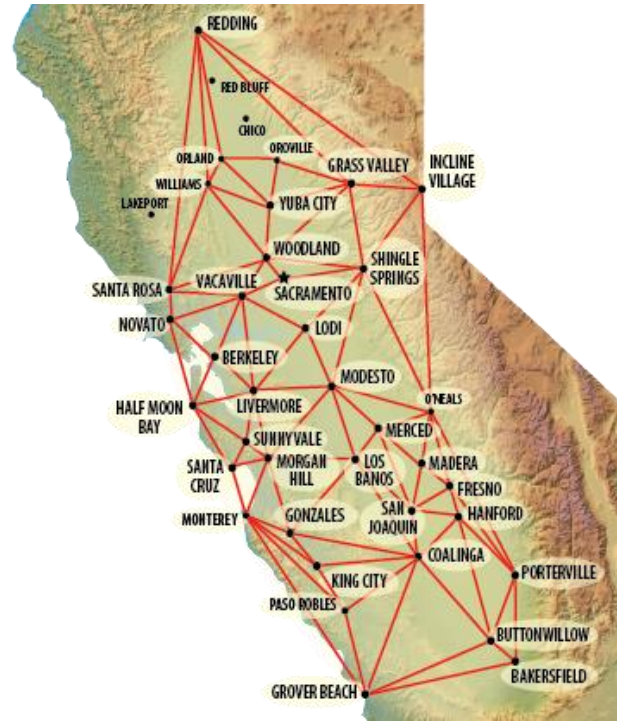 REDDING
RED BLUFF
CHICO
ORLAND
OROVILLE
GRASS VALLEY
INCLINE
VILLAGE
WILLIAMS
LAKEPORT
YUBA CITY
WOODLAND
SHINGLE
SPRINGS
SANTA ROSA
VACAVILLE
SACRAMENTO
NOVATO
LODI
BERKELEY
MODESTO
HALF MOON
BAY
LIVERMORE
O'NEALS
SUNNYVALE
MERCED
SANTA
CRUZ
MORGAN
HILL
LOS
BANOS
MADERA
FRESNO
MONTEREY
GONZALES
SAN
JOAQUIN
HANFORD
COALINGA
KING CITY
PORTERVILLE
PASO ROBLES
BUTTONWILLOW
BAKERSFIELD
GROVER BEACH